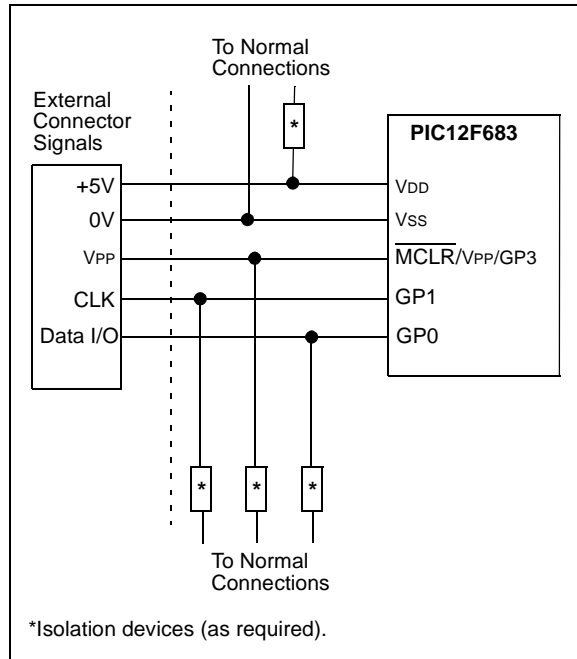 To Normal
Connections
External
Connector
Signals
*
PIC12F683
+5V
VDD
0V
VSS
VPP
MCLR/VPP/GP3
CLK
GP1
Data I/O
GP0
* * *
To Normal
Connections
*Isolation devices (as required).